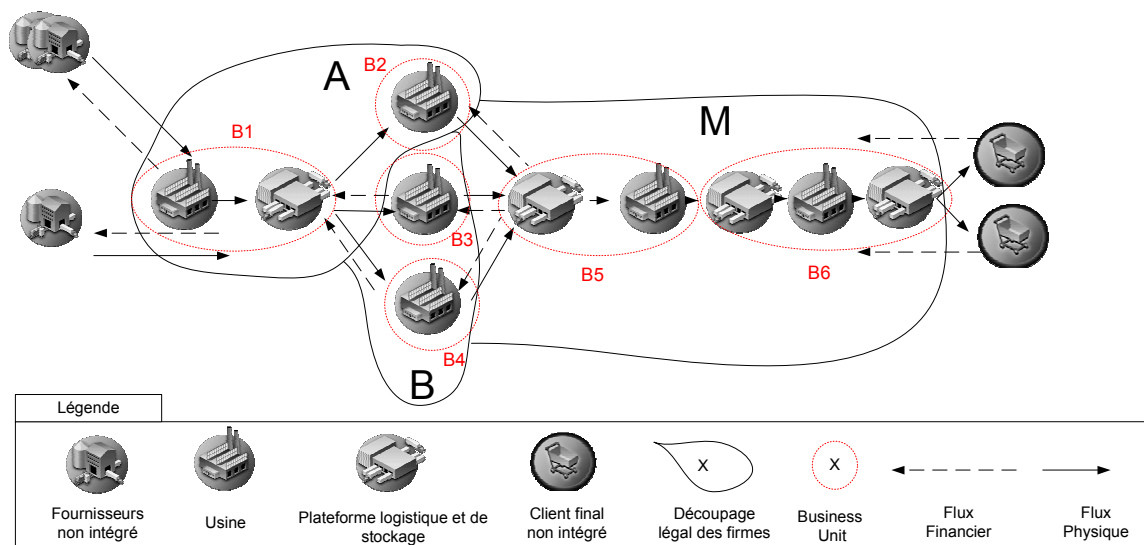 A
B2
M
B1
B3
B5
B6
B4
B
Légende
X
X
Fournisseurs
non intégré
Usine
Plateforme logistique et de
stockage
Client final
non intégré
Découpage
légal des firmes
Business
Unit
Flux
Financier
Flux
Physique